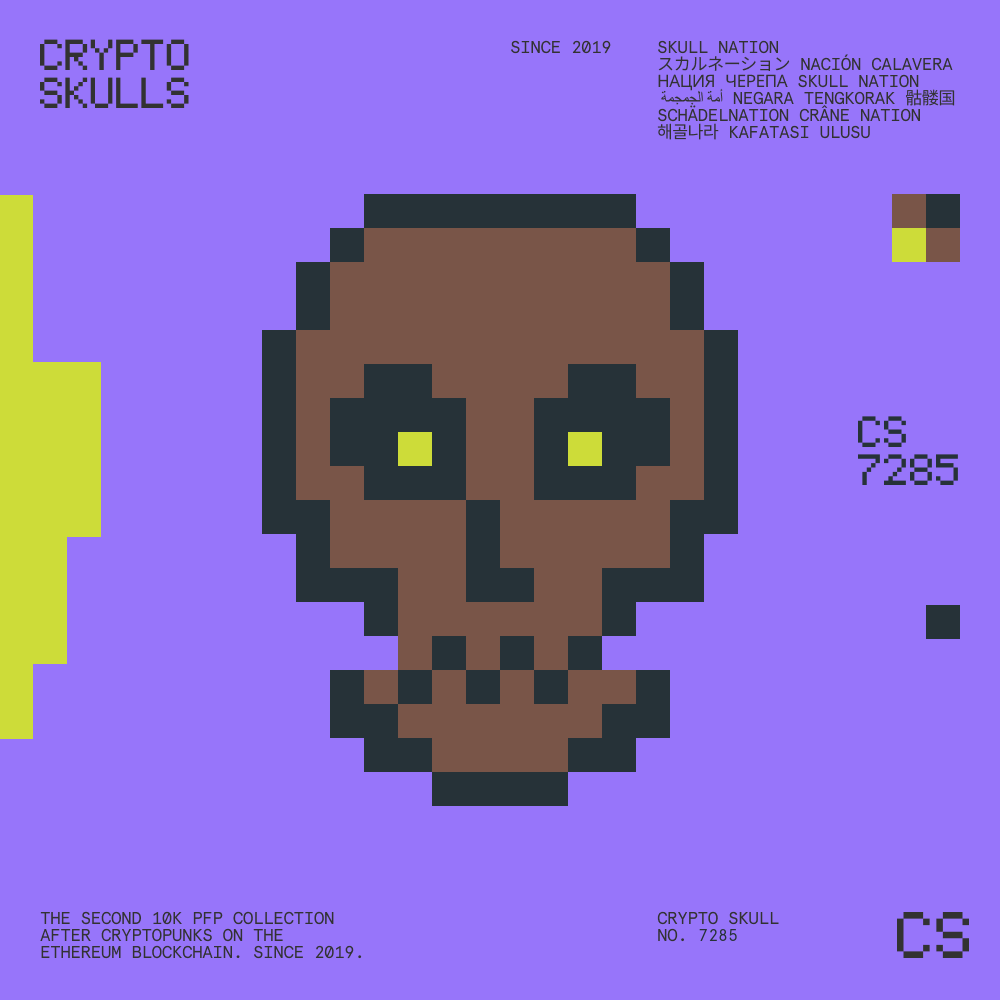 CRYPTO
SKULLS
SINCE 2019
SKULL NATION
スカルネーション NACIÓN CALAVERA
НАЦИЯ ЧЕРЕПА SKULL NATION
أمة الجمجمة NEGARA TENGKORAK 骷髅国
SCHÄDELNATION CRÂNE NATION
해골나라 KAFATASI ULUSU
CS
7285
THE SECOND 10K PFP COLLECTION
AFTER CRYPTOPUNKS ON THE
ETHEREUM BLOCKCHAIN. SINCE 2019.
CRYPTO SKULL
NO. 7285
CS